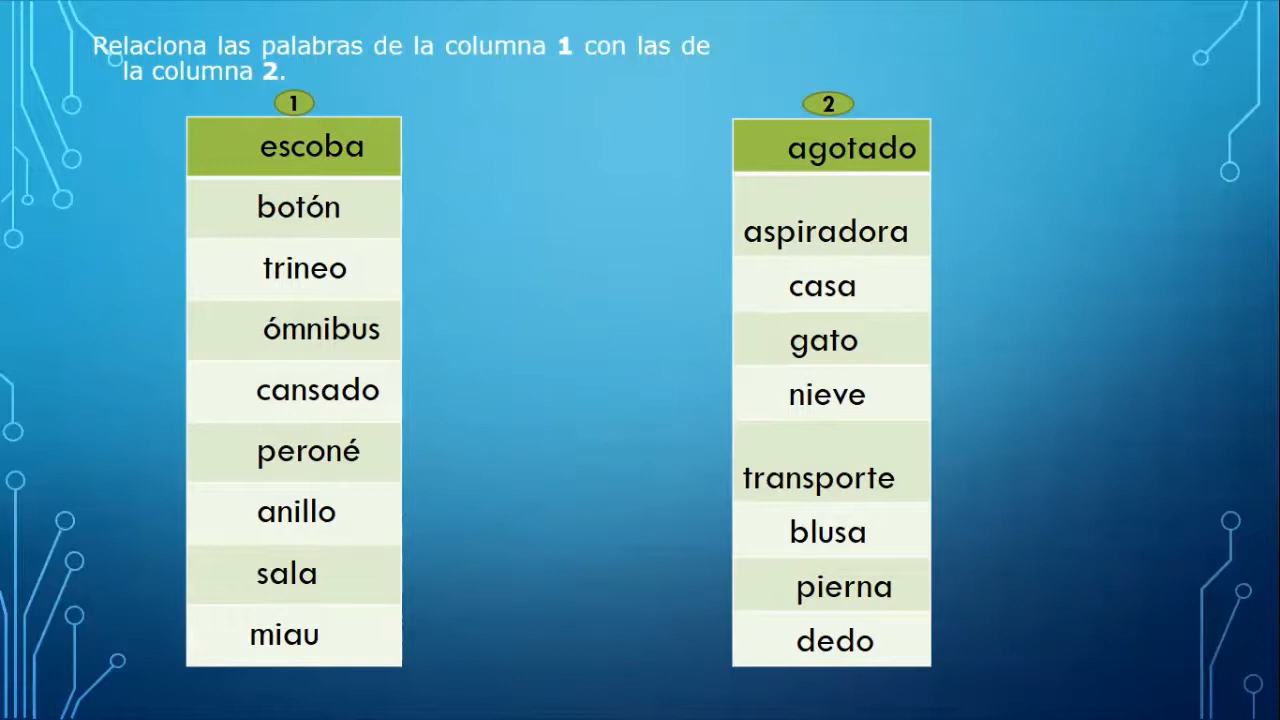 Relaciona las palabras de la columna 1 con las de
la columna 2.
1
escoba
botón
trineo
ómnibus
cansado
peroné
anillo
sala
miau
2
agotado
aspiradora
casa
gato
nieve
transporte
blusa
pierna
dedo